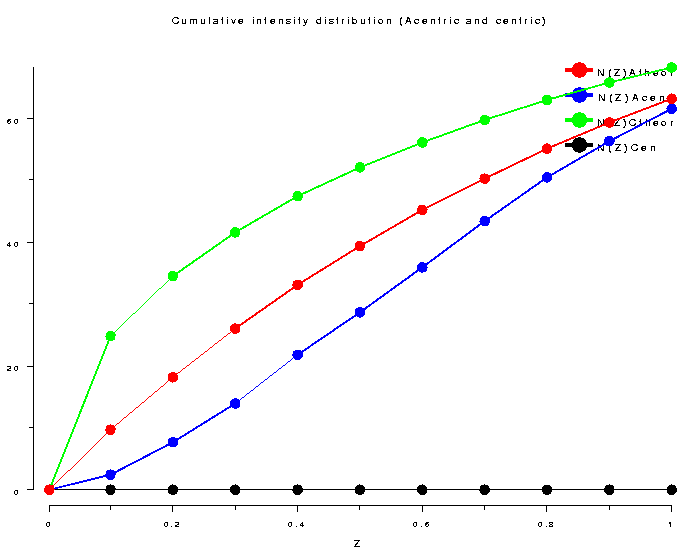 Cumulative intensity distribution (Acentric and centric)
N(Z)Atheor
N(Z)Acen
N(Z)Ctheor
N(Z)Cen
60
40
20
0
0 0.2 0.4 0.6 0.8 1
Z